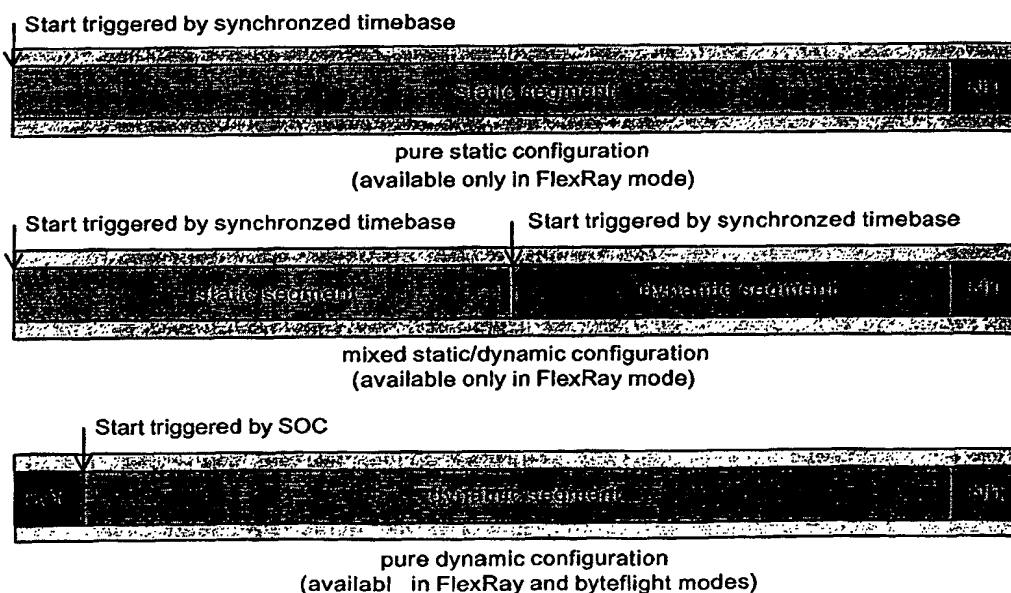 Start triggered by synchronzed timebase
static segment
NIT
pure static configuration
(available only in FlexRay mode)
Start triggered by synchronzed timebase
Start triggered by synchronzed timebase
static segment
dynamic segment
NIT
mixed static/dynamic configuration
(available only in FlexRay mode)
Start triggered by SOC
dynamic segment
NIT
pure dynamic configuration
(availabl in FlexRay and byteflight modes)